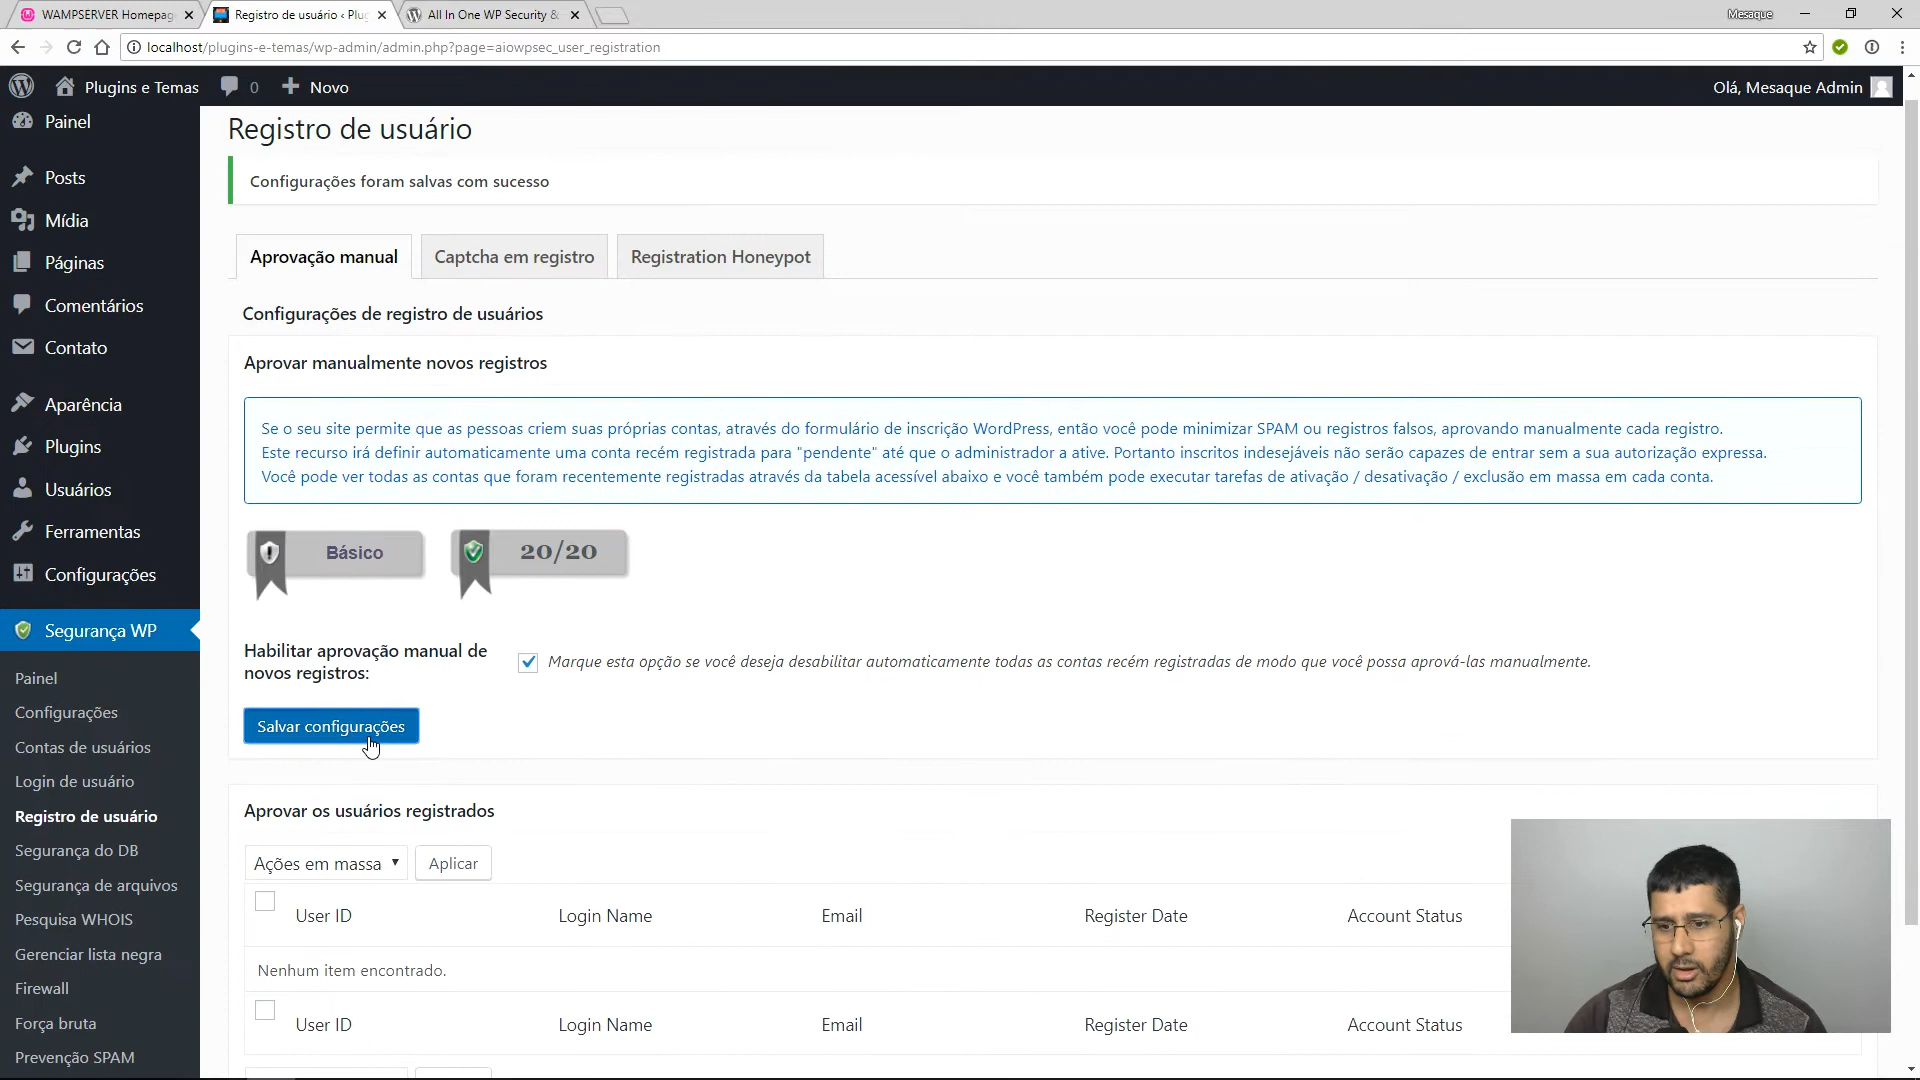 WAMPSERVER Homepag
Registro de usuário ‹ Plug
All In One WP Security &
Mesaque
localhost/plugins-e-temas/wp-admin/admin.php?page=aiowpsec_user_registration
Plugins e Temas
0
Novo
Olá, Mesaque Admin
Painel
Posts
Mídia
Páginas
Comentários
Contato
Aparência
Plugins
Usuários
Ferramentas
Configurações
Segurança WP
Painel
Configurações
Contas de usuários
Login de usuário
Registro de usuário
Segurança do DB
Segurança de arquivos
Pesquisa WHOIS
Gerenciar lista negra
Firewall
Força bruta
Prevenção SPAM
Registro de usuário
Configurações foram salvas com sucesso
Aprovação manual
Captcha em registro
Registration Honeypot
Configurações de registro de usuários
Aprovar manualmente novos registros
Se o seu site permite que as pessoas criem suas próprias contas, através do formulário de inscrição WordPress, então você pode minimizar SPAM ou registros falsos, aprovando manualmente cada registro.
Este recurso irá definir automaticamente uma conta recém registrada para "pendente" até que o administrador a ative. Portanto inscritos indesejáveis não serão capazes de entrar sem a sua autorização expressa.
Você pode ver todas as contas que foram recentemente registradas através da tabela acessível abaixo e você também pode executar tarefas de ativação / desativação / exclusão em massa em cada conta.
Básico
20/20
Habilitar aprovação manual de
novos registros:
Marque esta opção se você deseja desabilitar automaticamente todas as contas recém registradas de modo que você possa aprová-las manualmente.
Salvar configurações
Aprovar os usuários registrados
Ações em massa
Aplicar
User ID
Login Name
Email
Register Date
Account Status
Nenhum item encontrado.
User ID
Login Name
Email
Register Date
Account Status